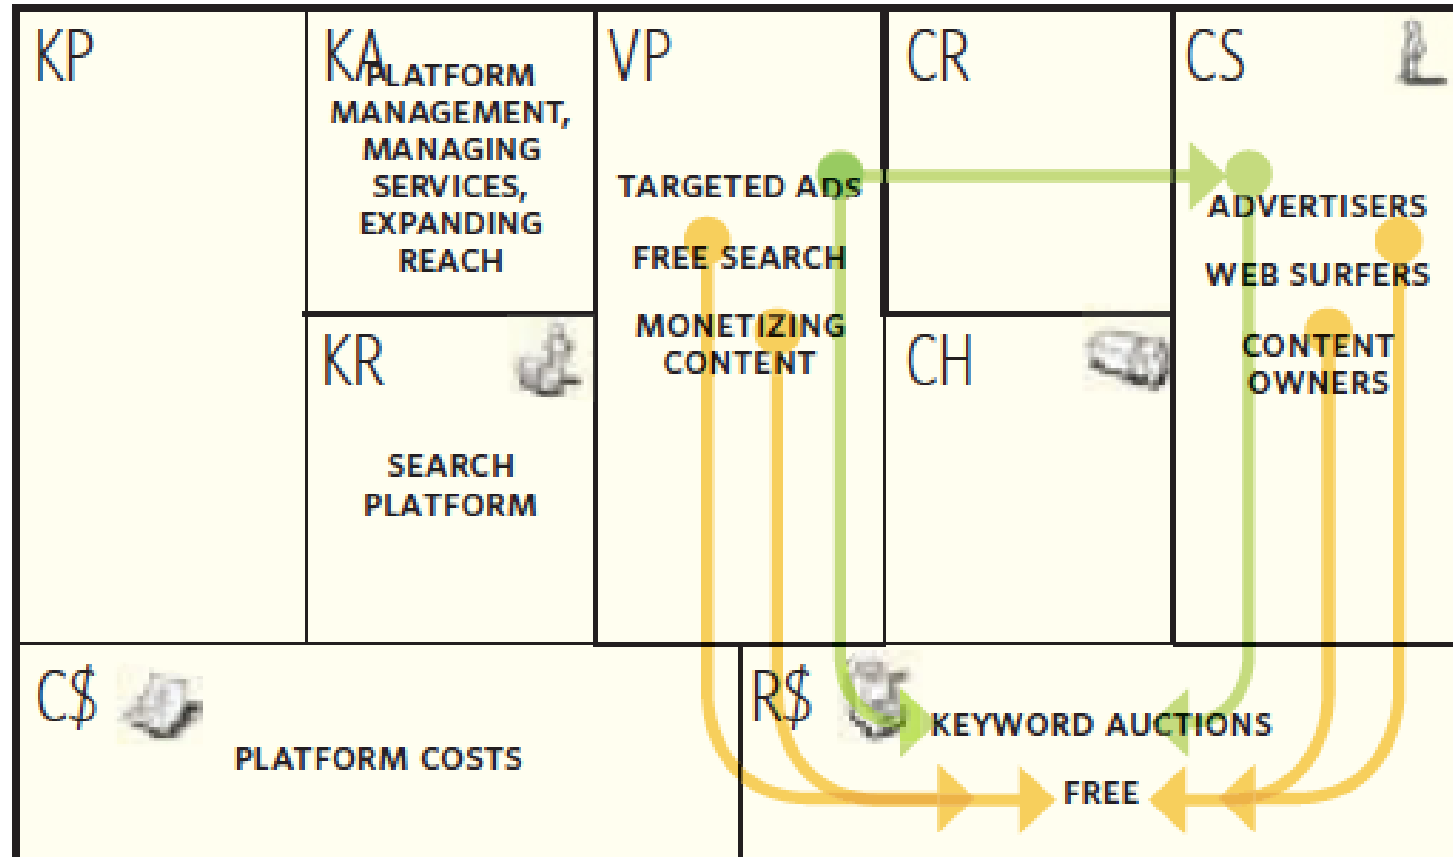 KP
KA
PLATFORM
MANAGEMENT,
MANAGING
SERVICES,
EXPANDING
REACH
KR
SEARCH
PLATFORM
VP
TARGETED ADS
FREE SEARCH
MONETIZING
CONTENT
CR
CH
CS
ADVERTISERS
WEB SURFERS
CONTENT
OWNERS
C$
PLATFORM COSTS
R$
KEYWORD AUCTIONS
FREE